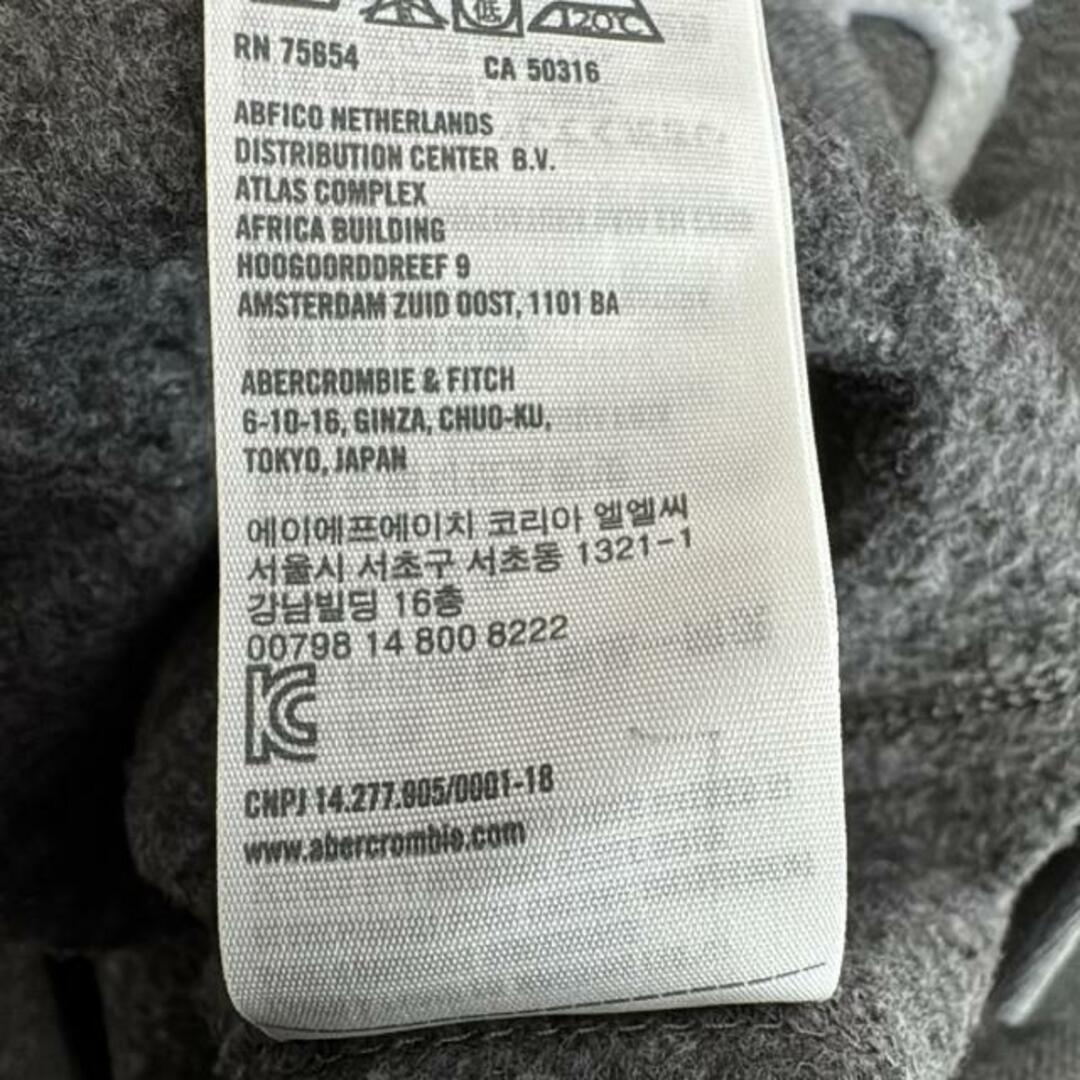 低 120℃
RN 75654 CA 50316
ABFICO NETHERLANDS
DISTRIBUTION CENTER B.V.
ATLAS COMPLEX
AFRICA BUILDING
HOOGOORDDREEF 9
AMSTERDAM ZUID OOST, 1101 BA
ABERCROMBIE & FITCH
6-10-16, GINZA, CHUO-KU,
TOKYO, JAPAN
에이에프에이치 코리아 엘엘씨
서울시 서초구 서초동 1321-1
강남빌딩 16층
00798 14 800 8222
KC
CNPJ 14.277.905/0001-18
www.abercrombie.com